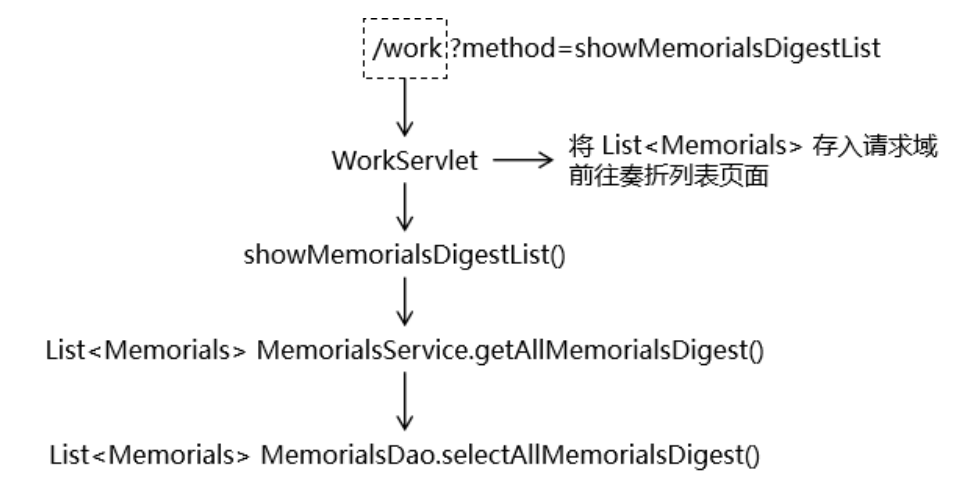 /work ?method=showMemorialsDigestList
WorkServlet
将 List<Memorials> 存入请求域
前往奏折列表页面
showMemorialsDigestList()
List<Memorials> MemorialsService.getAllMemorialsDigest()
List<Memorials> MemorialsDao.selectAllMemorialsDigest()